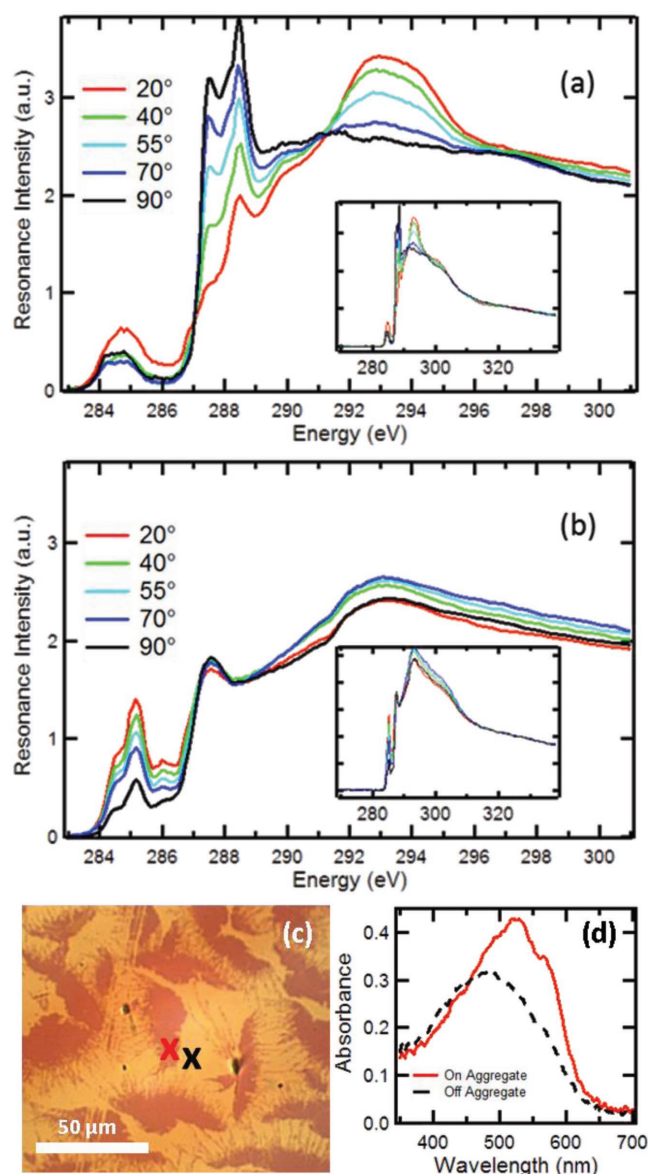 (a)
20°
40°
55°
70°
90°
Resonance Intensity (a.u.)
3
2
1
0
280 300 320
284 286 288 290 292 294 296 298 300
Energy (eV)
(b)
20°
40°
55°
70°
90°
Resonance Intensity (a.u.)
3
2
1
0
280 300 320
284 286 288 290 292 294 296 298 300
Energy (eV)
(c)
X X
50 µm
(d)
Absorbance
0.4
0.3
0.2
0.1
0.0
On Aggregate
Off Aggregate
400 500 600 700
Wavelength (nm)